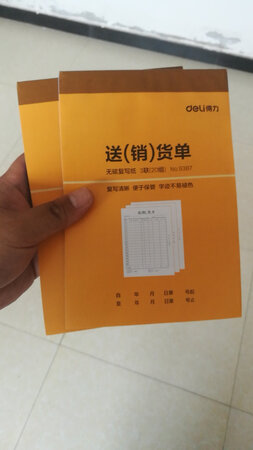 deli得力
送(销)货单
无碳复写纸 3联(20组) No.9387
复写清晰 便于保管 字迹不易褪色
自 年 月 日第 号起
至 年 月 日第 号止